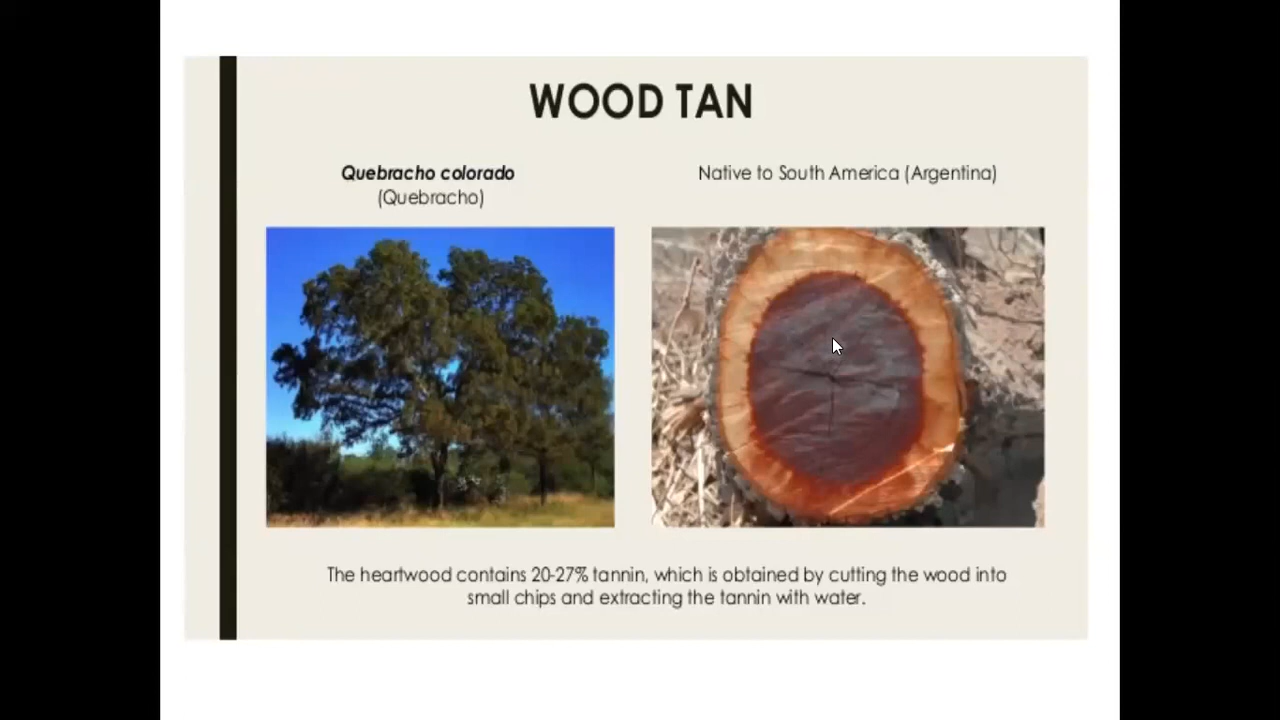 WOOD TAN
Quebracho colorado
(Quebracho)
Native to South America (Argentina)
The heartwood contains 20-27% tannin, which is obtained by cutting the wood into
small chips and extracting the tannin with water.